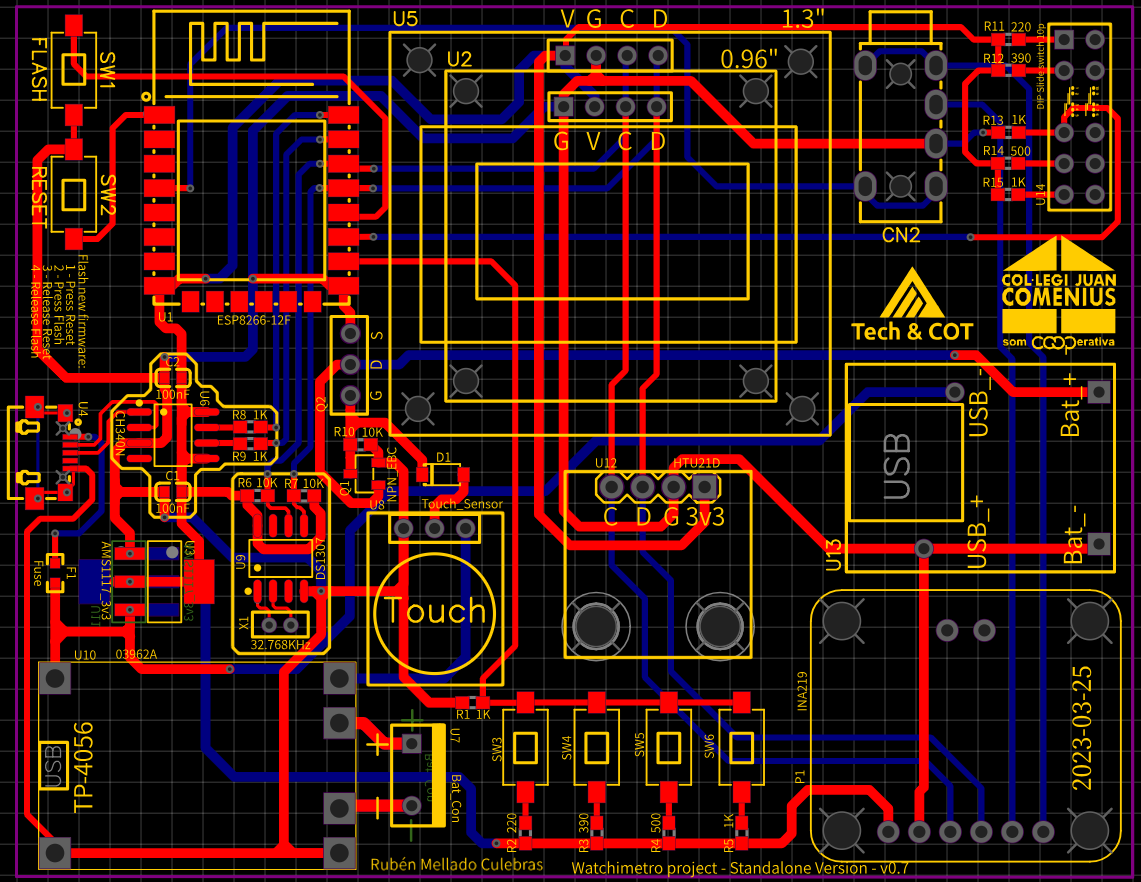 U5
V G C D
1.3"
U2
0.96"
G V C D
FLASH
SW1
RESET
SW2
Flash new firmware:
1 - Press Reset
2 - Press Flash
3 - Release Reset
4 - Release Flash
U1
ESP8266-12F
R11 220
R12 390
R13 1K
R14 500
R15 1K
DIP Slide switch 10p
U14
CN2
Tech & COT
COL·LEGI JUAN
COMENIUS
som Cooperativa
S
D
G
Q2
C2
100nF
U6
CH340N
U4
R8 1K
R9 1K
C1
100nF
R10 10K
Q1
NPN_EBC
D1
Touch_Sensor
U8
R6 10K
R7 10K
U9
DS1307
X1
32.768KHz
Touch
U12
HTU21D
C D G 3V3
USB
USB_-
USB_+
Bat_+
Bat_-
U13
Fuse
F1
AMS1117_3v3
U3
U10
03962A
USB
TP-4056
+
-
U7
Bat_Con
R1 1K
SW3
SW4
SW5
SW6
R2 220
R3 390
R4 500
R5 1K
INA219
P1
2023-03-25
Rubén Mellado Culebras
Watchimetro project - Standalone Version - v0.7